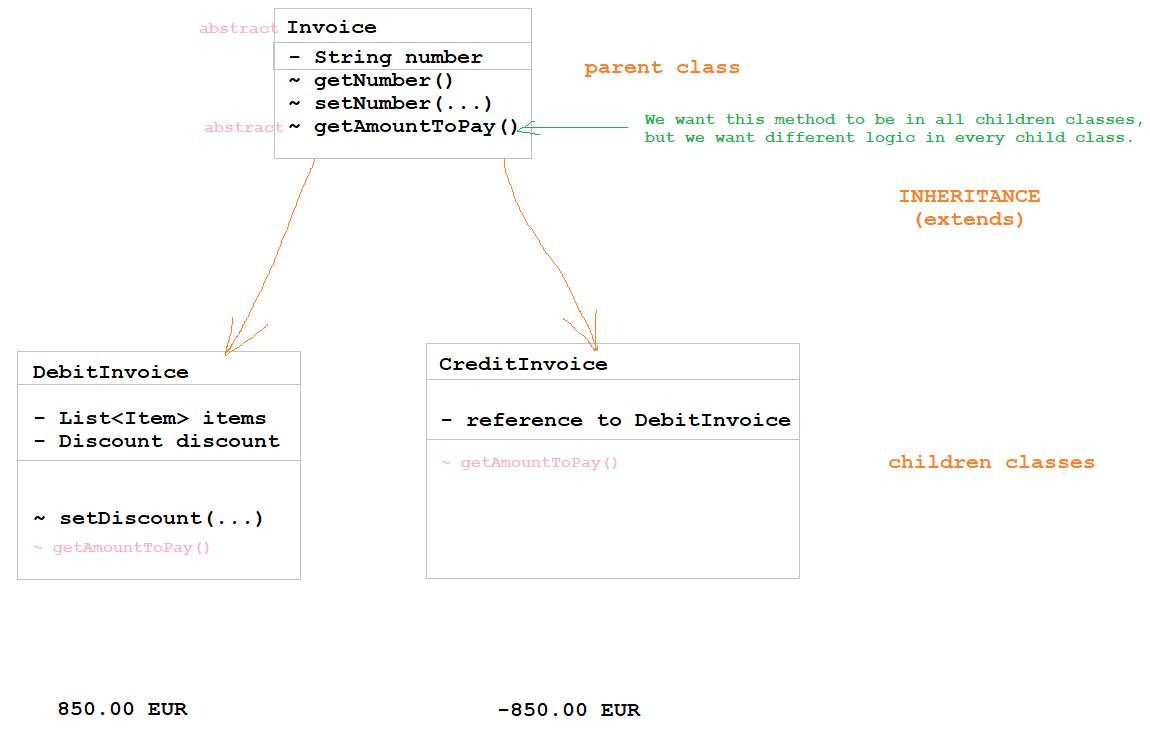 abstract Invoice
- String number
~ getNumber()
~ setNumber(...)
abstract ~ getAmountToPay()
parent class
We want this method to be in all children classes,
but we want different logic in every child class.
INHERITANCE
(extends)
DebitInvoice
- List<Item> items
- Discount discount
~ setDiscount(...)
~ getAmountToPay()
CreditInvoice
- reference to DebitInvoice
~ getAmountToPay()
children classes
850.00 EUR
-850.00 EUR